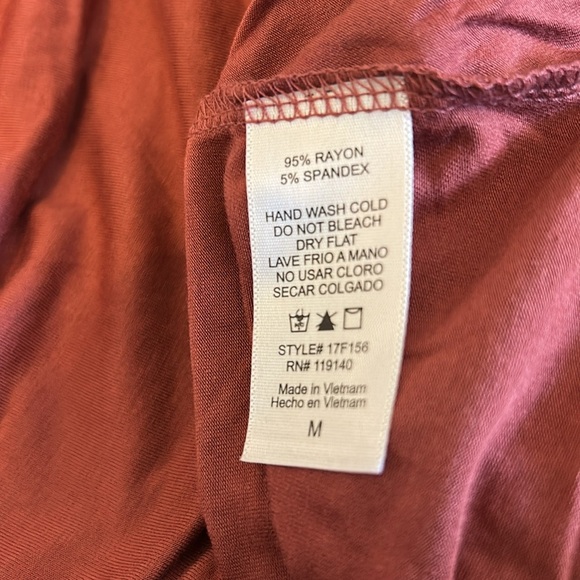 95% RAYON
5% SPANDEX
HAND WASH COLD
DO NOT BLEACH
DRY FLAT
LAVE FRIO A MANO
NO USAR CLORO
SECAR COLGADO
STYLE# 17F156
RN# 119140
Made in Vietnam
Hecho en Vietnam
M